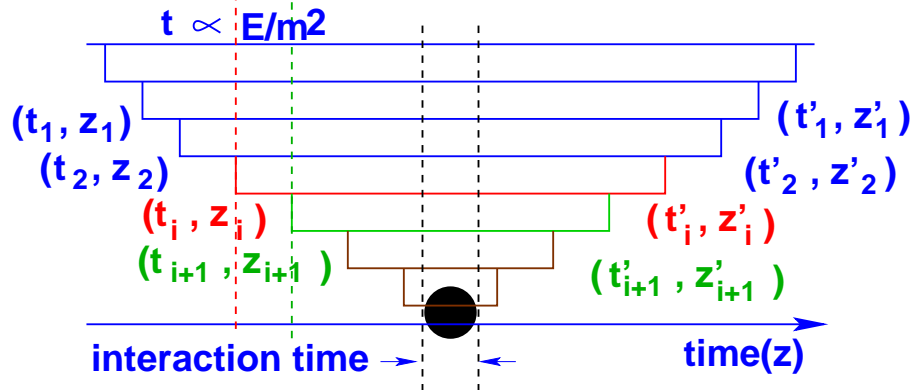 t ∝ E/m2
(t1, z1)
(t'1, z'1)
(t2, z2)
(t'2, z'2)
(ti, zi)
(t'i, z'i)
(ti+1, zi+1)
(t'i+1, z'i+1)
interaction time
time(z)